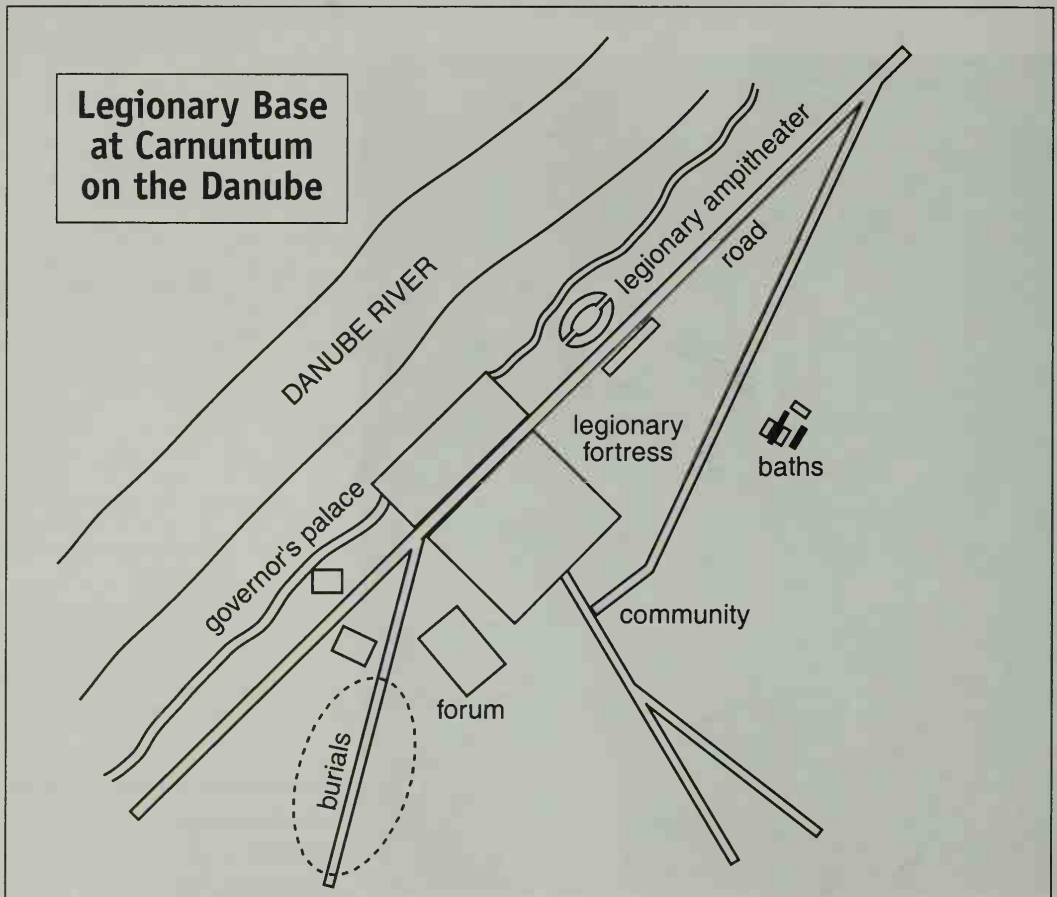 Legionary Base
at Carnuntum
on the Danube
DANUBE RIVER
legionary ampitheater
road
legionary
fortress
baths
governor's palace
community
forum
burials